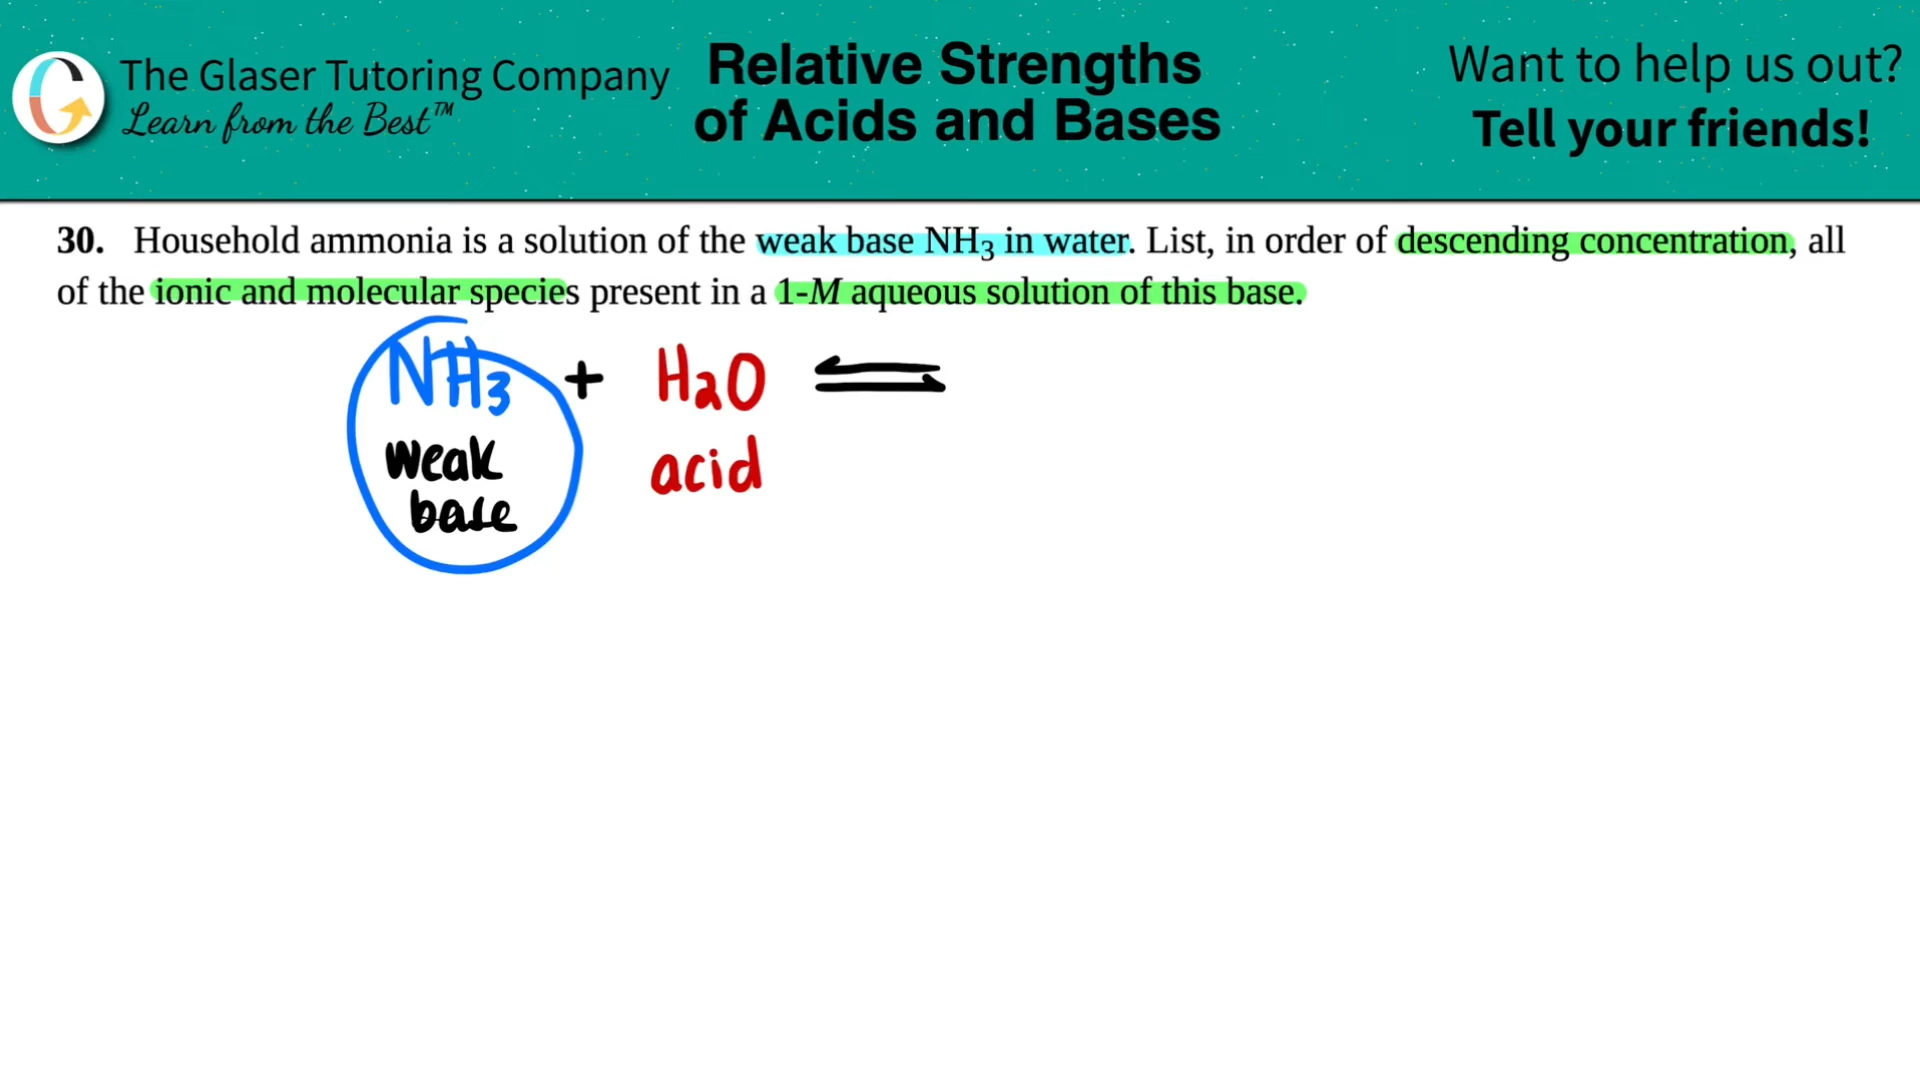 The Glaser Tutoring Company
Learn from the Best™
Relative Strengths
of Acids and Bases
Want to help us out?
Tell your friends!
30. Household ammonia is a solution of the weak base NH₃ in water. List, in order of descending concentration, all
of the ionic and molecular species present in a 1-M aqueous solution of this base.
NH₃ + H₂O ⇌
weak
base
acid